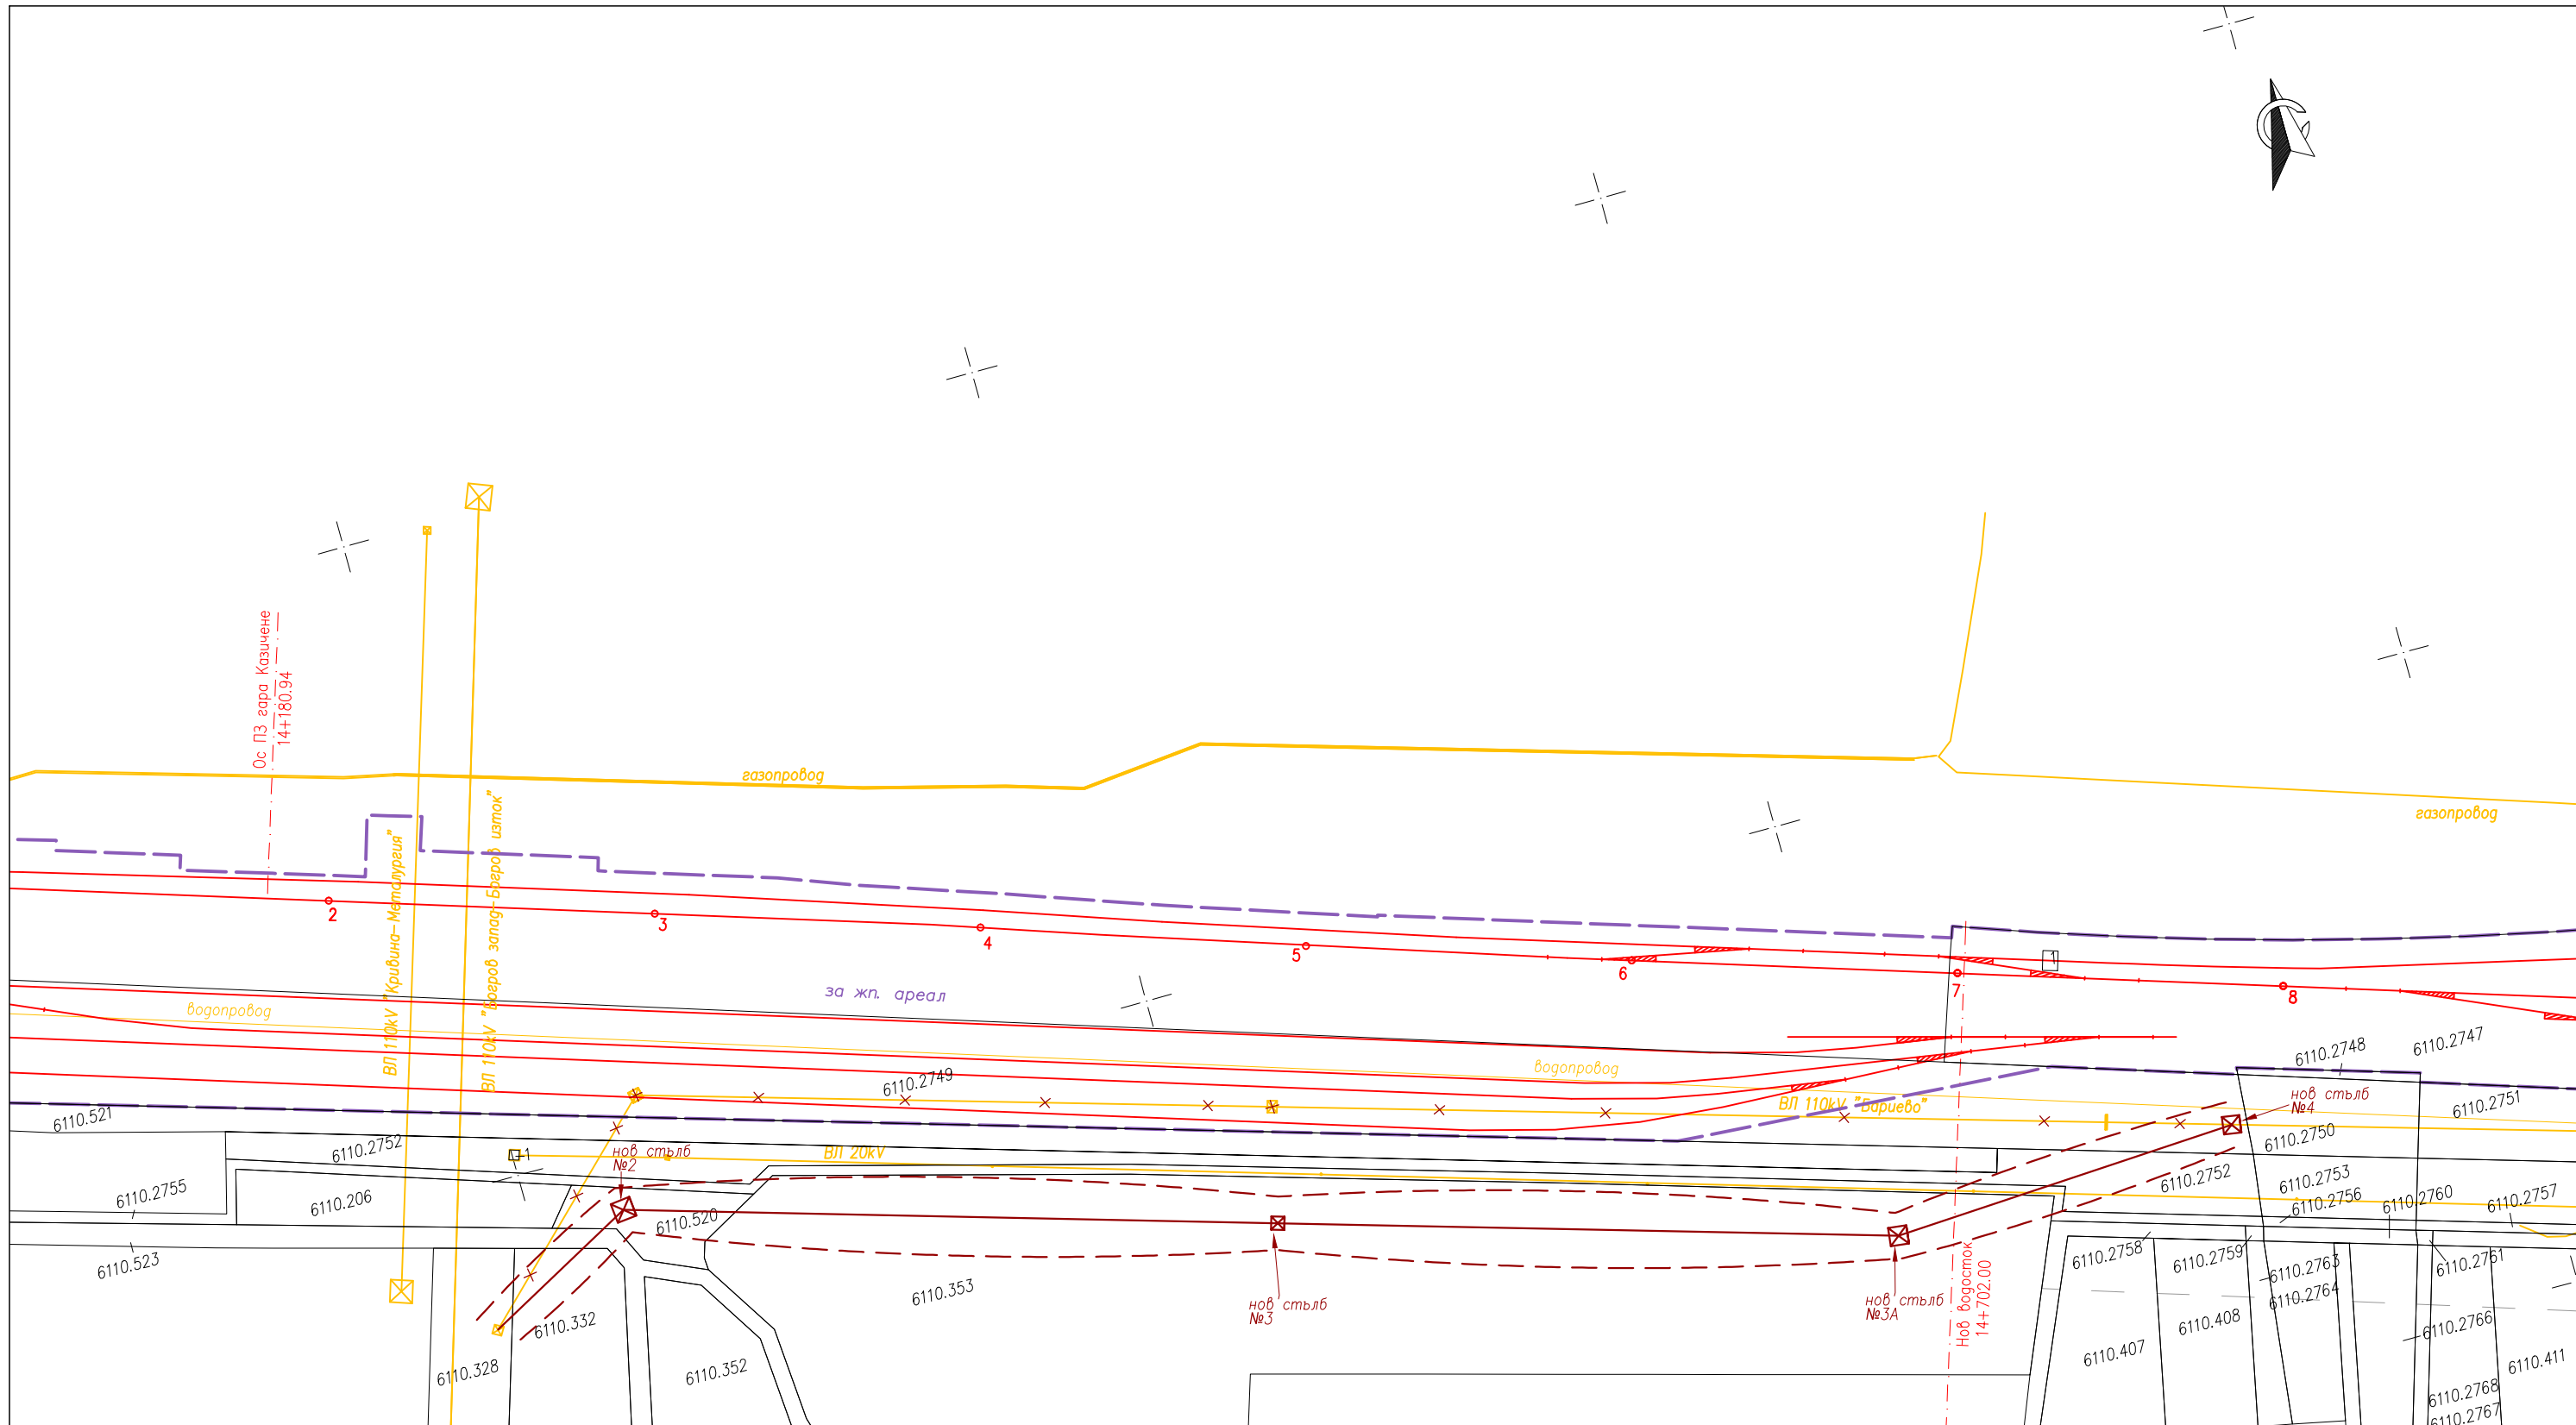 Ос ПЗ гара Казичене
14+180.94
газопровод
газопровод
ВЛ 110kV "Кривина-Металургия"
ВЛ 110kV "Богров запад-Богров изток"
2
3
4
5
6
7
8
1
за жп. ареал
водопровод
водопровод
6110.2749
ВЛ 110kV "Бариево"
6110.2748
6110.2747
6110.2751
6110.2750
6110.521
6110.2752
1
ВЛ 20kV
нов стълб
№2
нов стълб
№4
6110.2755
6110.206
6110.520
6110.2752
6110.2753
6110.2756
6110.2760
6110.2757
6110.523
6110.332
6110.328
6110.352
6110.353
нов стълб
№3
нов стълб
№3А
Нов водосток
14+702.00
6110.2758
6110.2759
6110.2763
6110.2764
6110.2761
6110.2766
6110.407
6110.408
6110.411
6110.2768
6110.2767